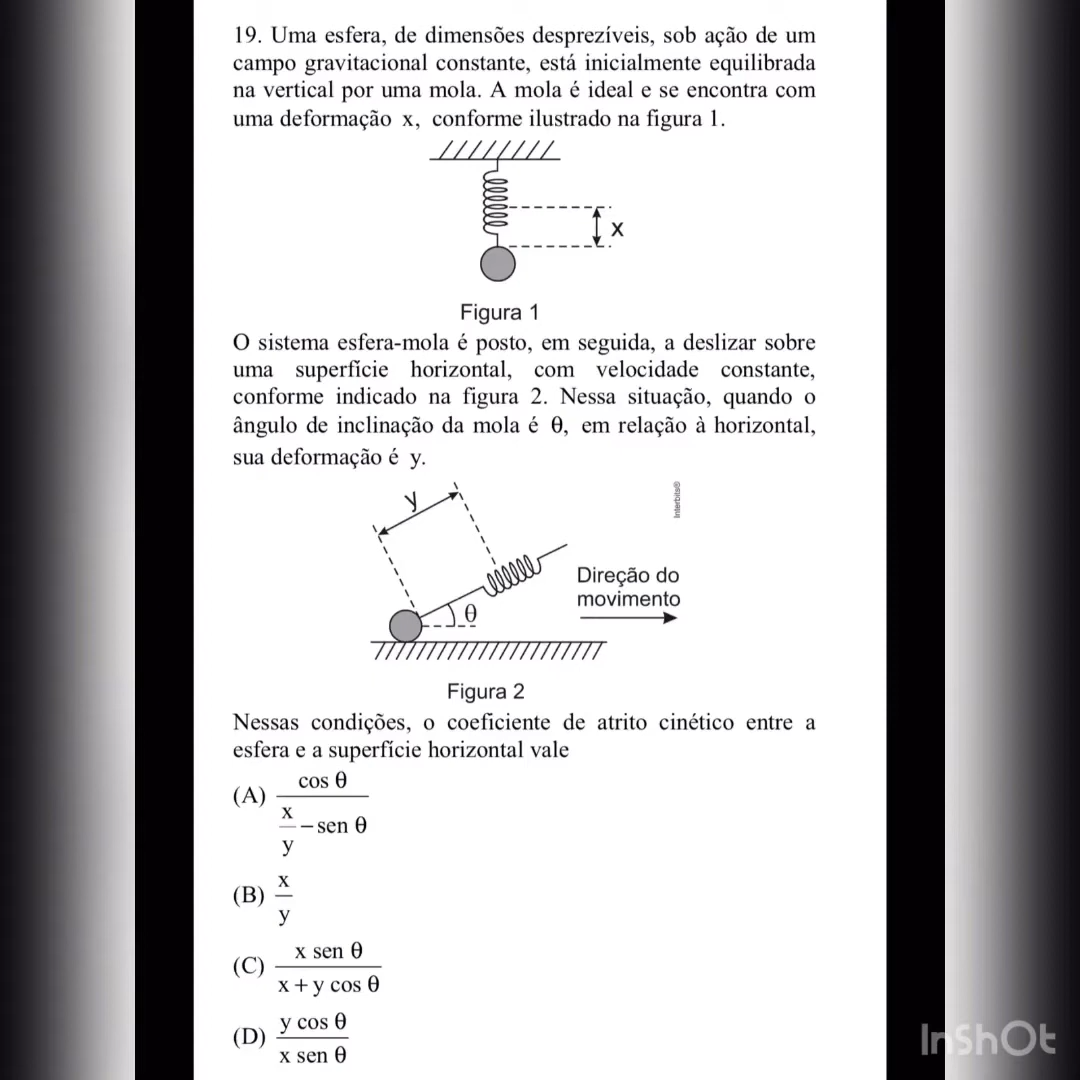 19. Uma esfera, de dimensões desprezíveis, sob ação de um
campo gravitacional constante, está inicialmente equilibrada
na vertical por uma mola. A mola é ideal e se encontra com
uma deformação x, conforme ilustrado na figura 1.
x
Figura 1
O sistema esfera-mola é posto, em seguida, a deslizar sobre
uma superfície horizontal, com velocidade constante,
conforme indicado na figura 2. Nessa situação, quando o
ângulo de inclinação da mola é θ, em relação à horizontal,
sua deformação é y.
y
Interbits®
Direção do
movimento
θ
Figura 2
Nessas condições, o coeficiente de atrito cinético entre a
esfera e a superfície horizontal vale
(A) cos θ
x
– sen θ
y
(B) x
y
(C) x sen θ
x + y cos θ
(D) y cos θ
x sen θ
InShOt